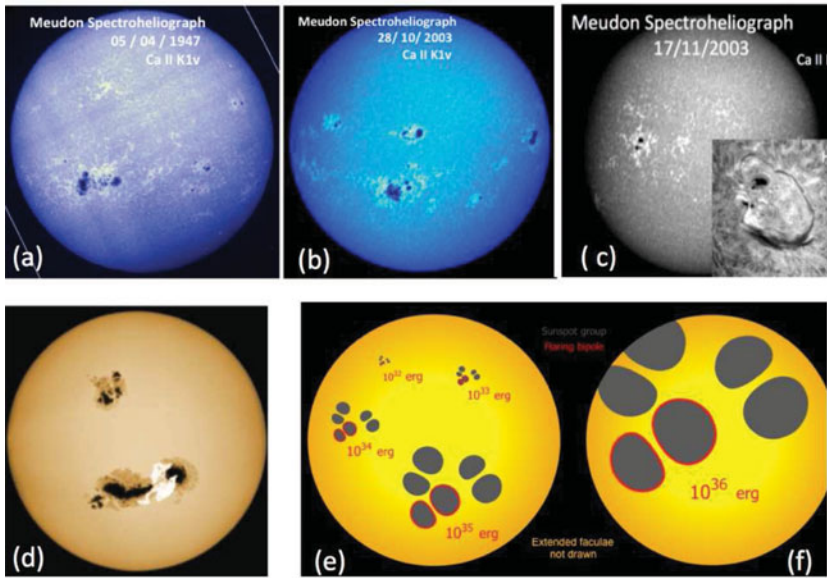 Meudon Spectroheliograph
05 / 04 / 1947
Ca II K1v
(a)
Meudon Spectroheliograph
28/ 10/ 2003
Ca II K1v
(b)
Meudon Spectroheliograph
17/11/2003
Ca II
( c)
(d)
Sunspot group
Flaring bipole
10³² erg
10³³ erg
10³⁴ erg
10³⁵ erg
Extended faculae
not drawn
(e)
10³⁶ erg
(f)